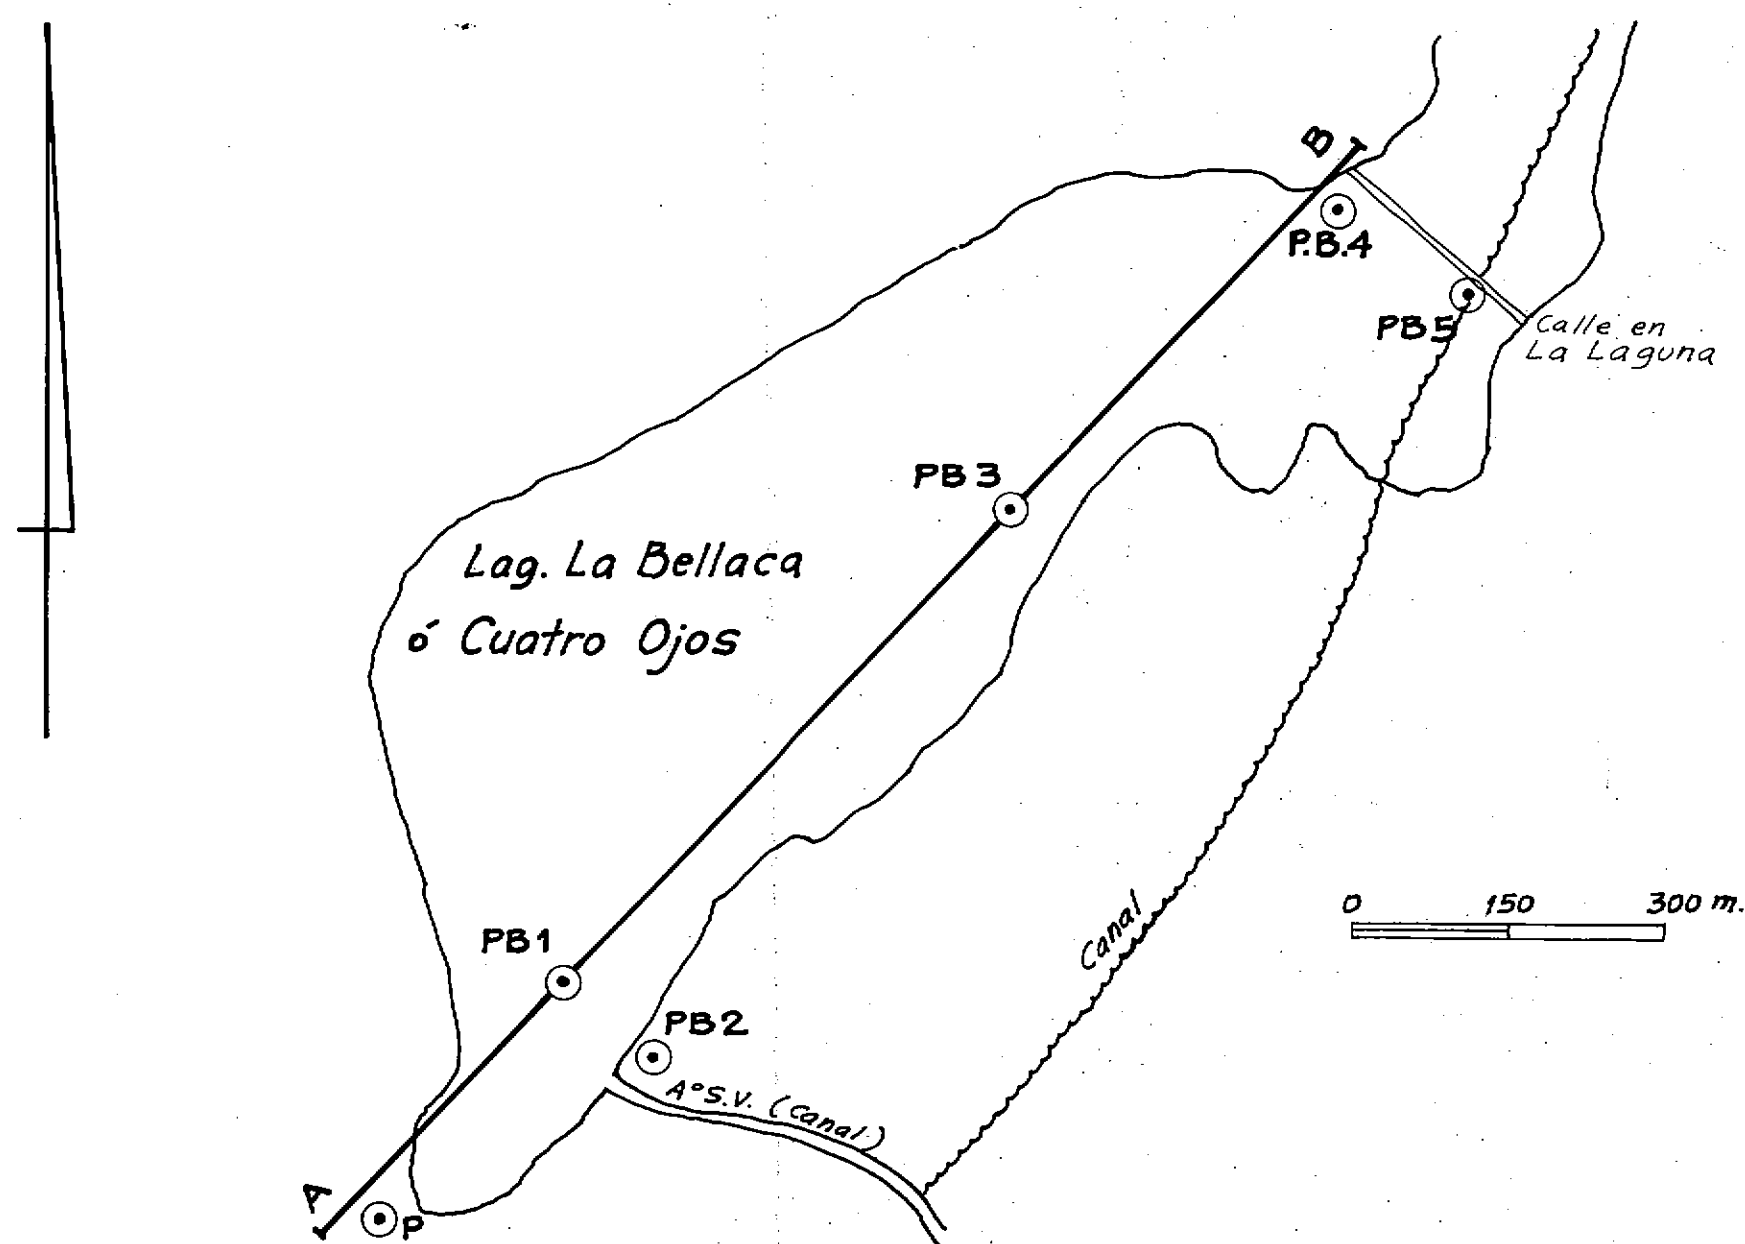 B
P.B.4
PB5
Calle en
La Laguna
PB3
Lag. La Bellaca
ó Cuatro Ojos
0 150 300 m.
Canal
PB1
PB2
A°S.V. (Canal)
A
P